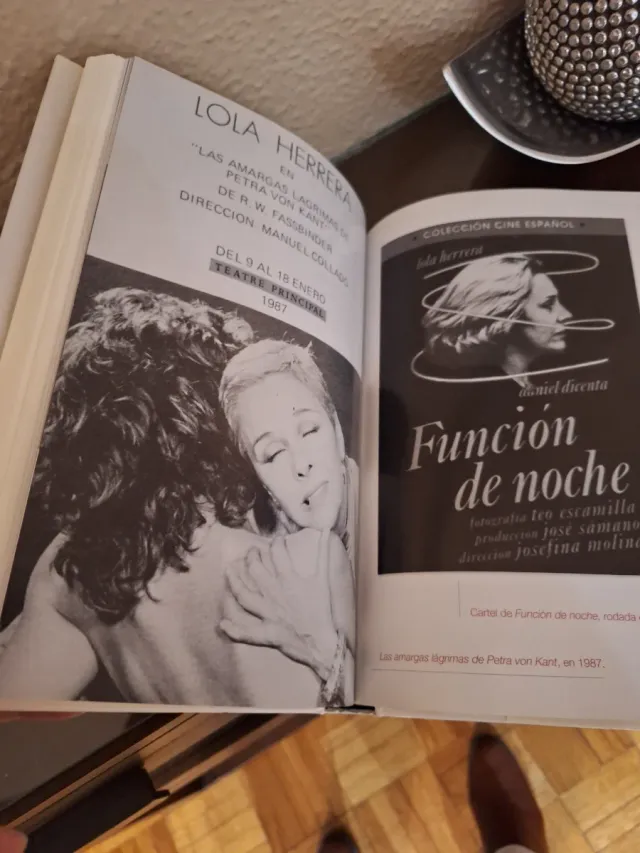 LOLA HERRERA
EN
"LAS AMARGAS LAGRIMAS DE
PETRA VON KANT"
DE R. W. FASSBINDER
DIRECCION MANUEL COLLADO
DEL 9 AL 18 ENERO
TEATRE PRINCIPAL
1987
COLECCIÓN CINE ESPAÑOL
lola herrera
daniel dicenta
Función
de noche
fotografía teo escamilla
producción josé samano
dirección josefina molina
Cartel de Función de noche, rodada
Las amargas lágrimas de Petra von Kant, en 1987.